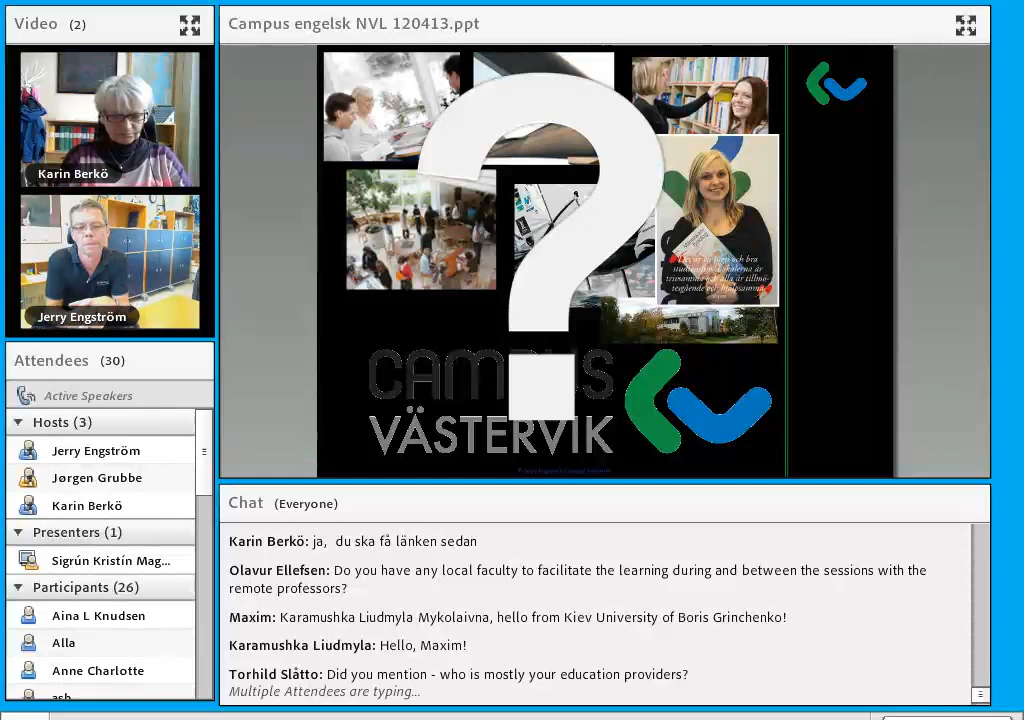 Video (2)
Karin Berkö
Jerry Engström
Attendees (30)
Active Speakers
Hosts (3)
Jerry Engström
Jørgen Grubbe
Karin Berkö
Presenters (1)
Sigrún Kristín Mag...
Participants (26)
Aina L Knudsen
Alla
Anne Charlotte
ash
Campus engelsk NVL 120413.ppt
?
CAMPUS
VÄSTERVIK
Chat (Everyone)
Karin Berkö: ja, du ska få länken sedan
Olavur Ellefsen: Do you have any local faculty to facilitate the learning during and between the sessions with the
remote professors?
Maxim: Karamushka Liudmyla Mykolaivna, hello from Kiev University of Boris Grinchenko!
Karamushka Liudmyla: Hello, Maxim!
Torhild Slåtto: Did you mention - who is mostly your education providers?
Multiple Attendees are typing...